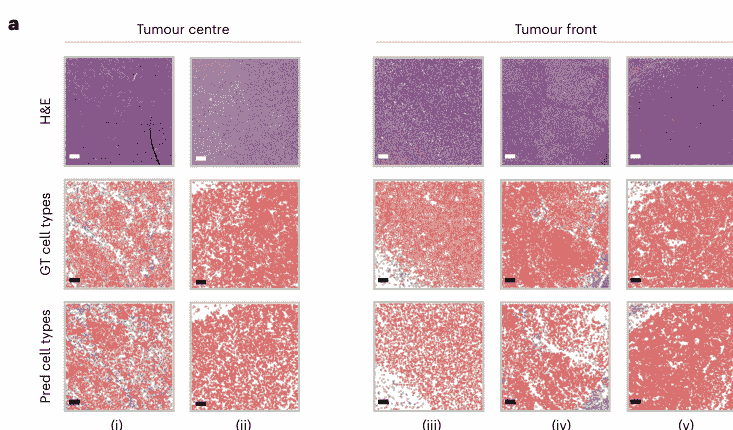 a
Tumour centre
Tumour front
H&E
GT cell types
Pred cell types
(i)
(ii)
(iii)
(iv)
(v)